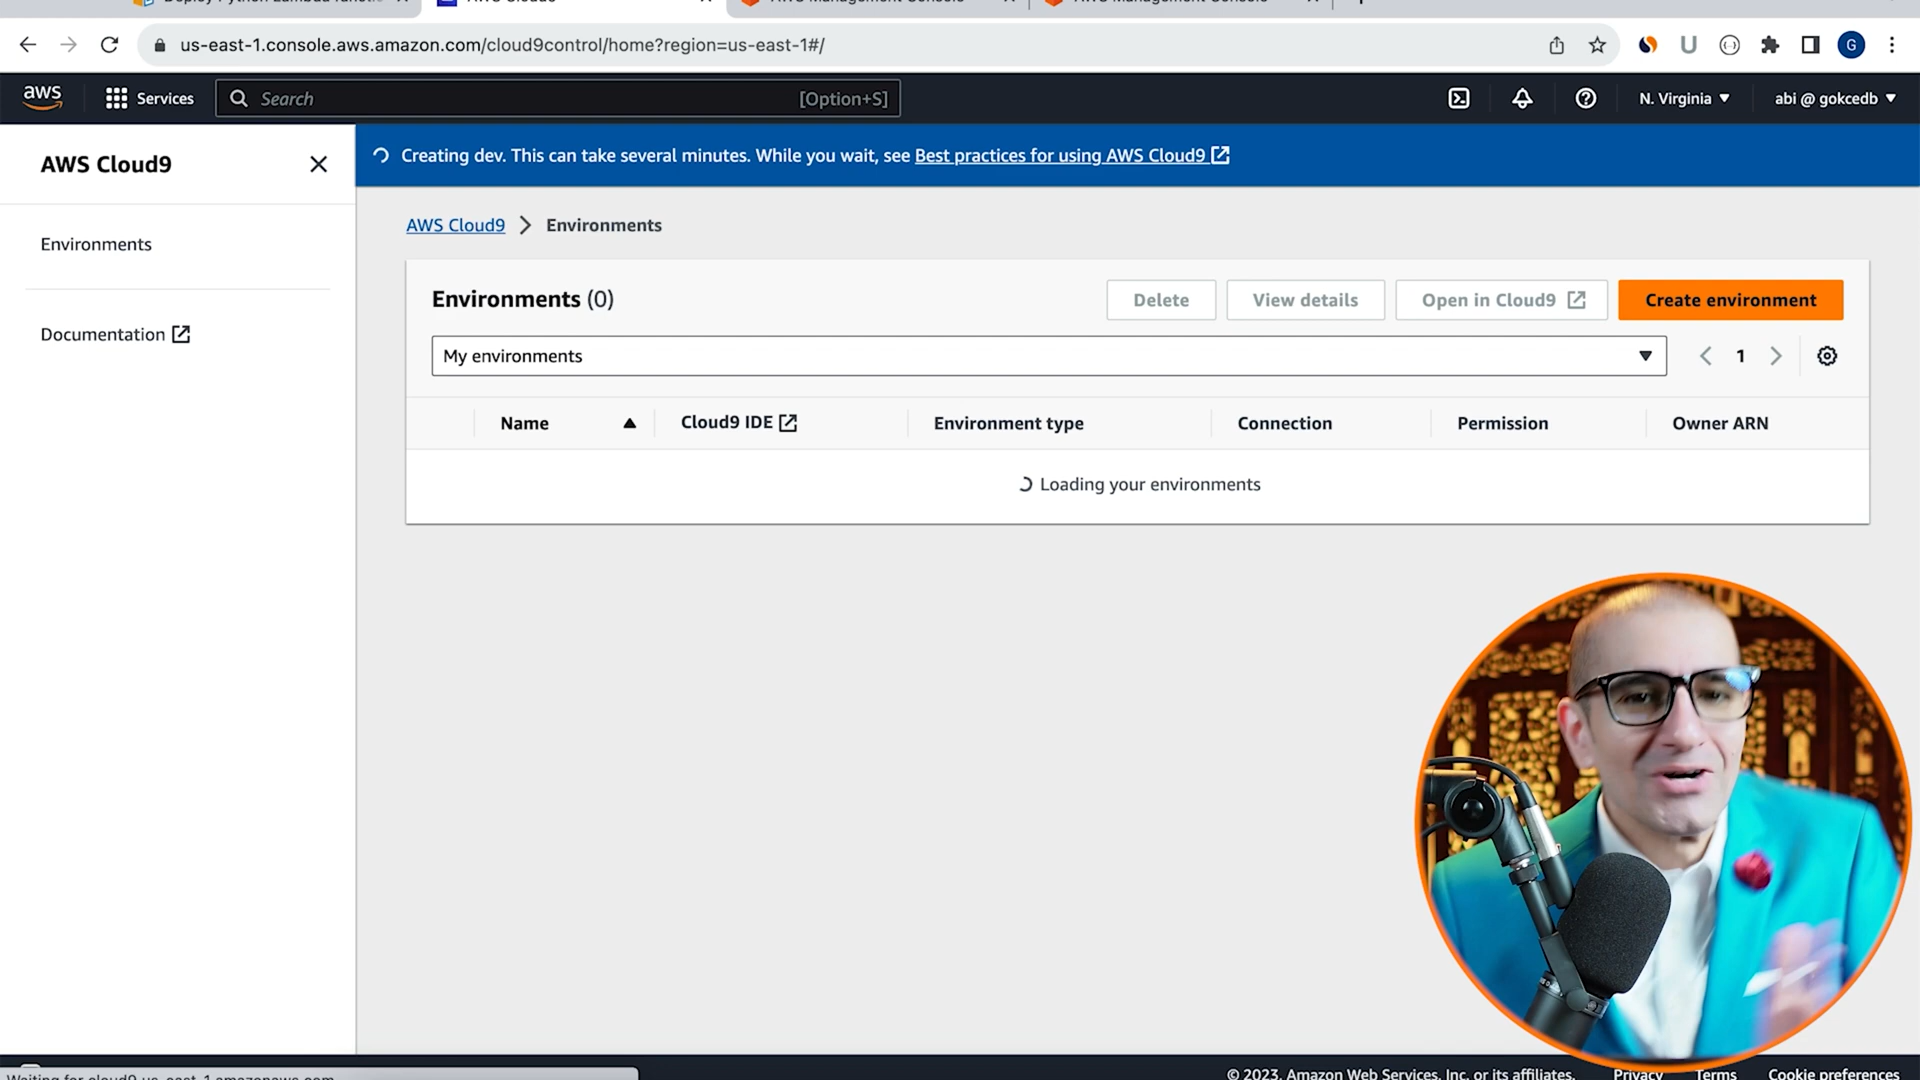 us-east-1.console.aws.amazon.com/cloud9control/home?region=us-east-1#/
G
aws
Services
Search
[Option+S]
N. Virginia
abi @ gokcedb
AWS Cloud9
Creating dev. This can take several minutes. While you wait, see Best practices for using AWS Cloud9
Environments
Documentation
AWS Cloud9 > Environments
Environments (0)
Delete
View details
Open in Cloud9
Create environment
My environments
1
Name
Cloud9 IDE
Environment type
Connection
Permission
Owner ARN
Loading your environments
© 2023, Amazon Web Services, Inc. or its affiliates.
Privacy
Terms
Cookie preferences